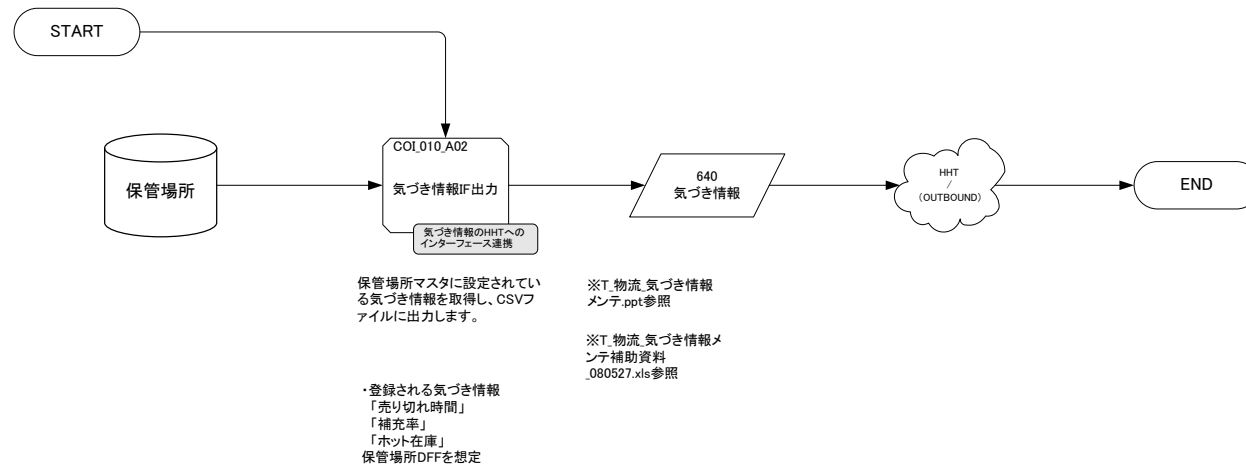 START
COI_010_A02
気づき情報IF出力
気づき情報のHHTへの
インターフェース連携
保管場所
640
気づき情報
HHT
/
(OUTBOUND)
END
保管場所マスタに設定されてい
る気づき情報を取得し、CSVフ
ァイルに出力します。
・登録される気づき情報
「売り切れ時間」
「補充率」
「ホット在庫」
保管場所DFFを想定
※T_物流_気づき情報
メンテ.ppt参照
※T_物流_気づき情報メ
ンテ補助資料
_080527.xls参照